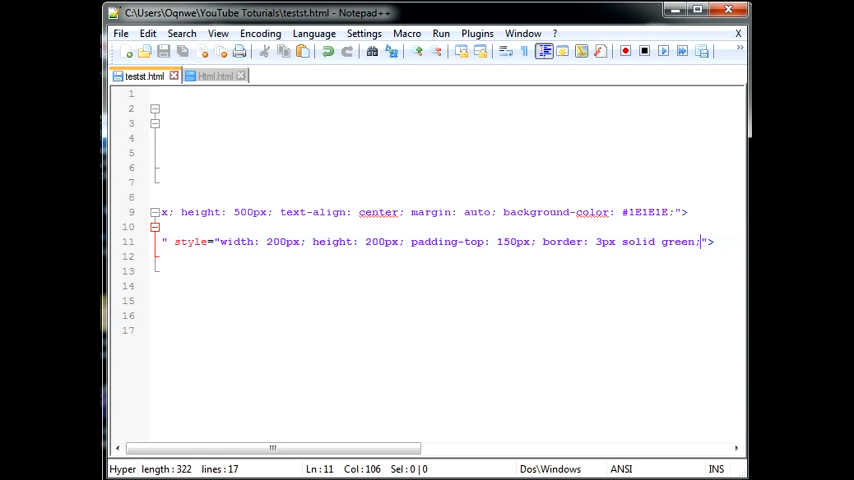 C:\Users\Oqnwe\YouTube Toturials\testst.html - Notepad++
File Edit Search View Encoding Language Settings Macro Run Plugins Window ? X
testst.html Html.html
1
2
3
4
5
6
7
8
9 x; height: 500px; text-align: center; margin: auto; background-color: #1E1E1E;">
10
11 " style="width: 200px; height: 200px; padding-top: 150px; border: 3px solid green;">
12
13
14
15
16
17
Hyper length : 322 lines : 17 Ln : 11 Col : 106 Sel : 0 | 0 Dos\Windows ANSI INS